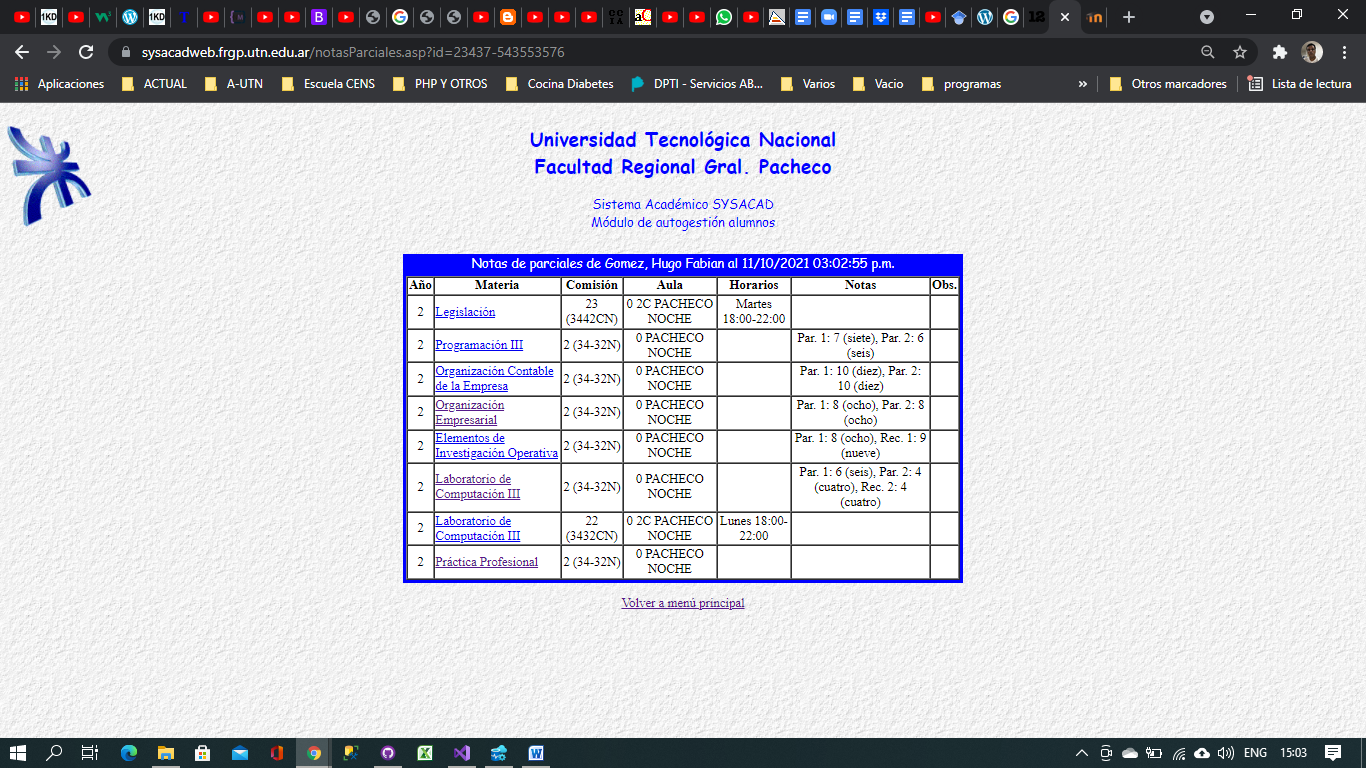 sysacadweb.frgp.utn.edu.ar/notasParciales.asp?id=23437-543553576
Aplicaciones ACTUAL A-UTN Escuela CENS PHP Y OTROS Cocina Diabetes DPTI - Servicios AB... Varios Vacio programas » Otros marcadores Lista de lectura
Universidad Tecnológica Nacional
Facultad Regional Gral. Pacheco
Sistema Académico SYSACAD
Módulo de autogestión alumnos
Notas de parciales de Gomez, Hugo Fabian al 11/10/2021 03:02:55 p.m.
Año Materia Comisión Aula Horarios Notas Obs.
2 Legislación 23 (3442CN) 0 2C PACHECO NOCHE Martes 18:00-22:00
2 Programación III 2 (34-32N) 0 PACHECO NOCHE Par. 1: 7 (siete), Par. 2: 6 (seis)
2 Organización Contable de la Empresa 2 (34-32N) 0 PACHECO NOCHE Par. 1: 10 (diez), Par. 2: 10 (diez)
2 Organización Empresarial 2 (34-32N) 0 PACHECO NOCHE Par. 1: 8 (ocho), Par. 2: 8 (ocho)
2 Elementos de Investigación Operativa 2 (34-32N) 0 PACHECO NOCHE Par. 1: 8 (ocho), Rec. 1: 9 (nueve)
2 Laboratorio de Computación III 2 (34-32N) 0 PACHECO NOCHE Par. 1: 6 (seis), Par. 2: 4 (cuatro), Rec. 2: 4 (cuatro)
2 Laboratorio de Computación III 22 (3432CN) 0 2C PACHECO NOCHE Lunes 18:00-22:00
2 Práctica Profesional 2 (34-32N) 0 PACHECO NOCHE
Volver a menú principal
ENG 15:03